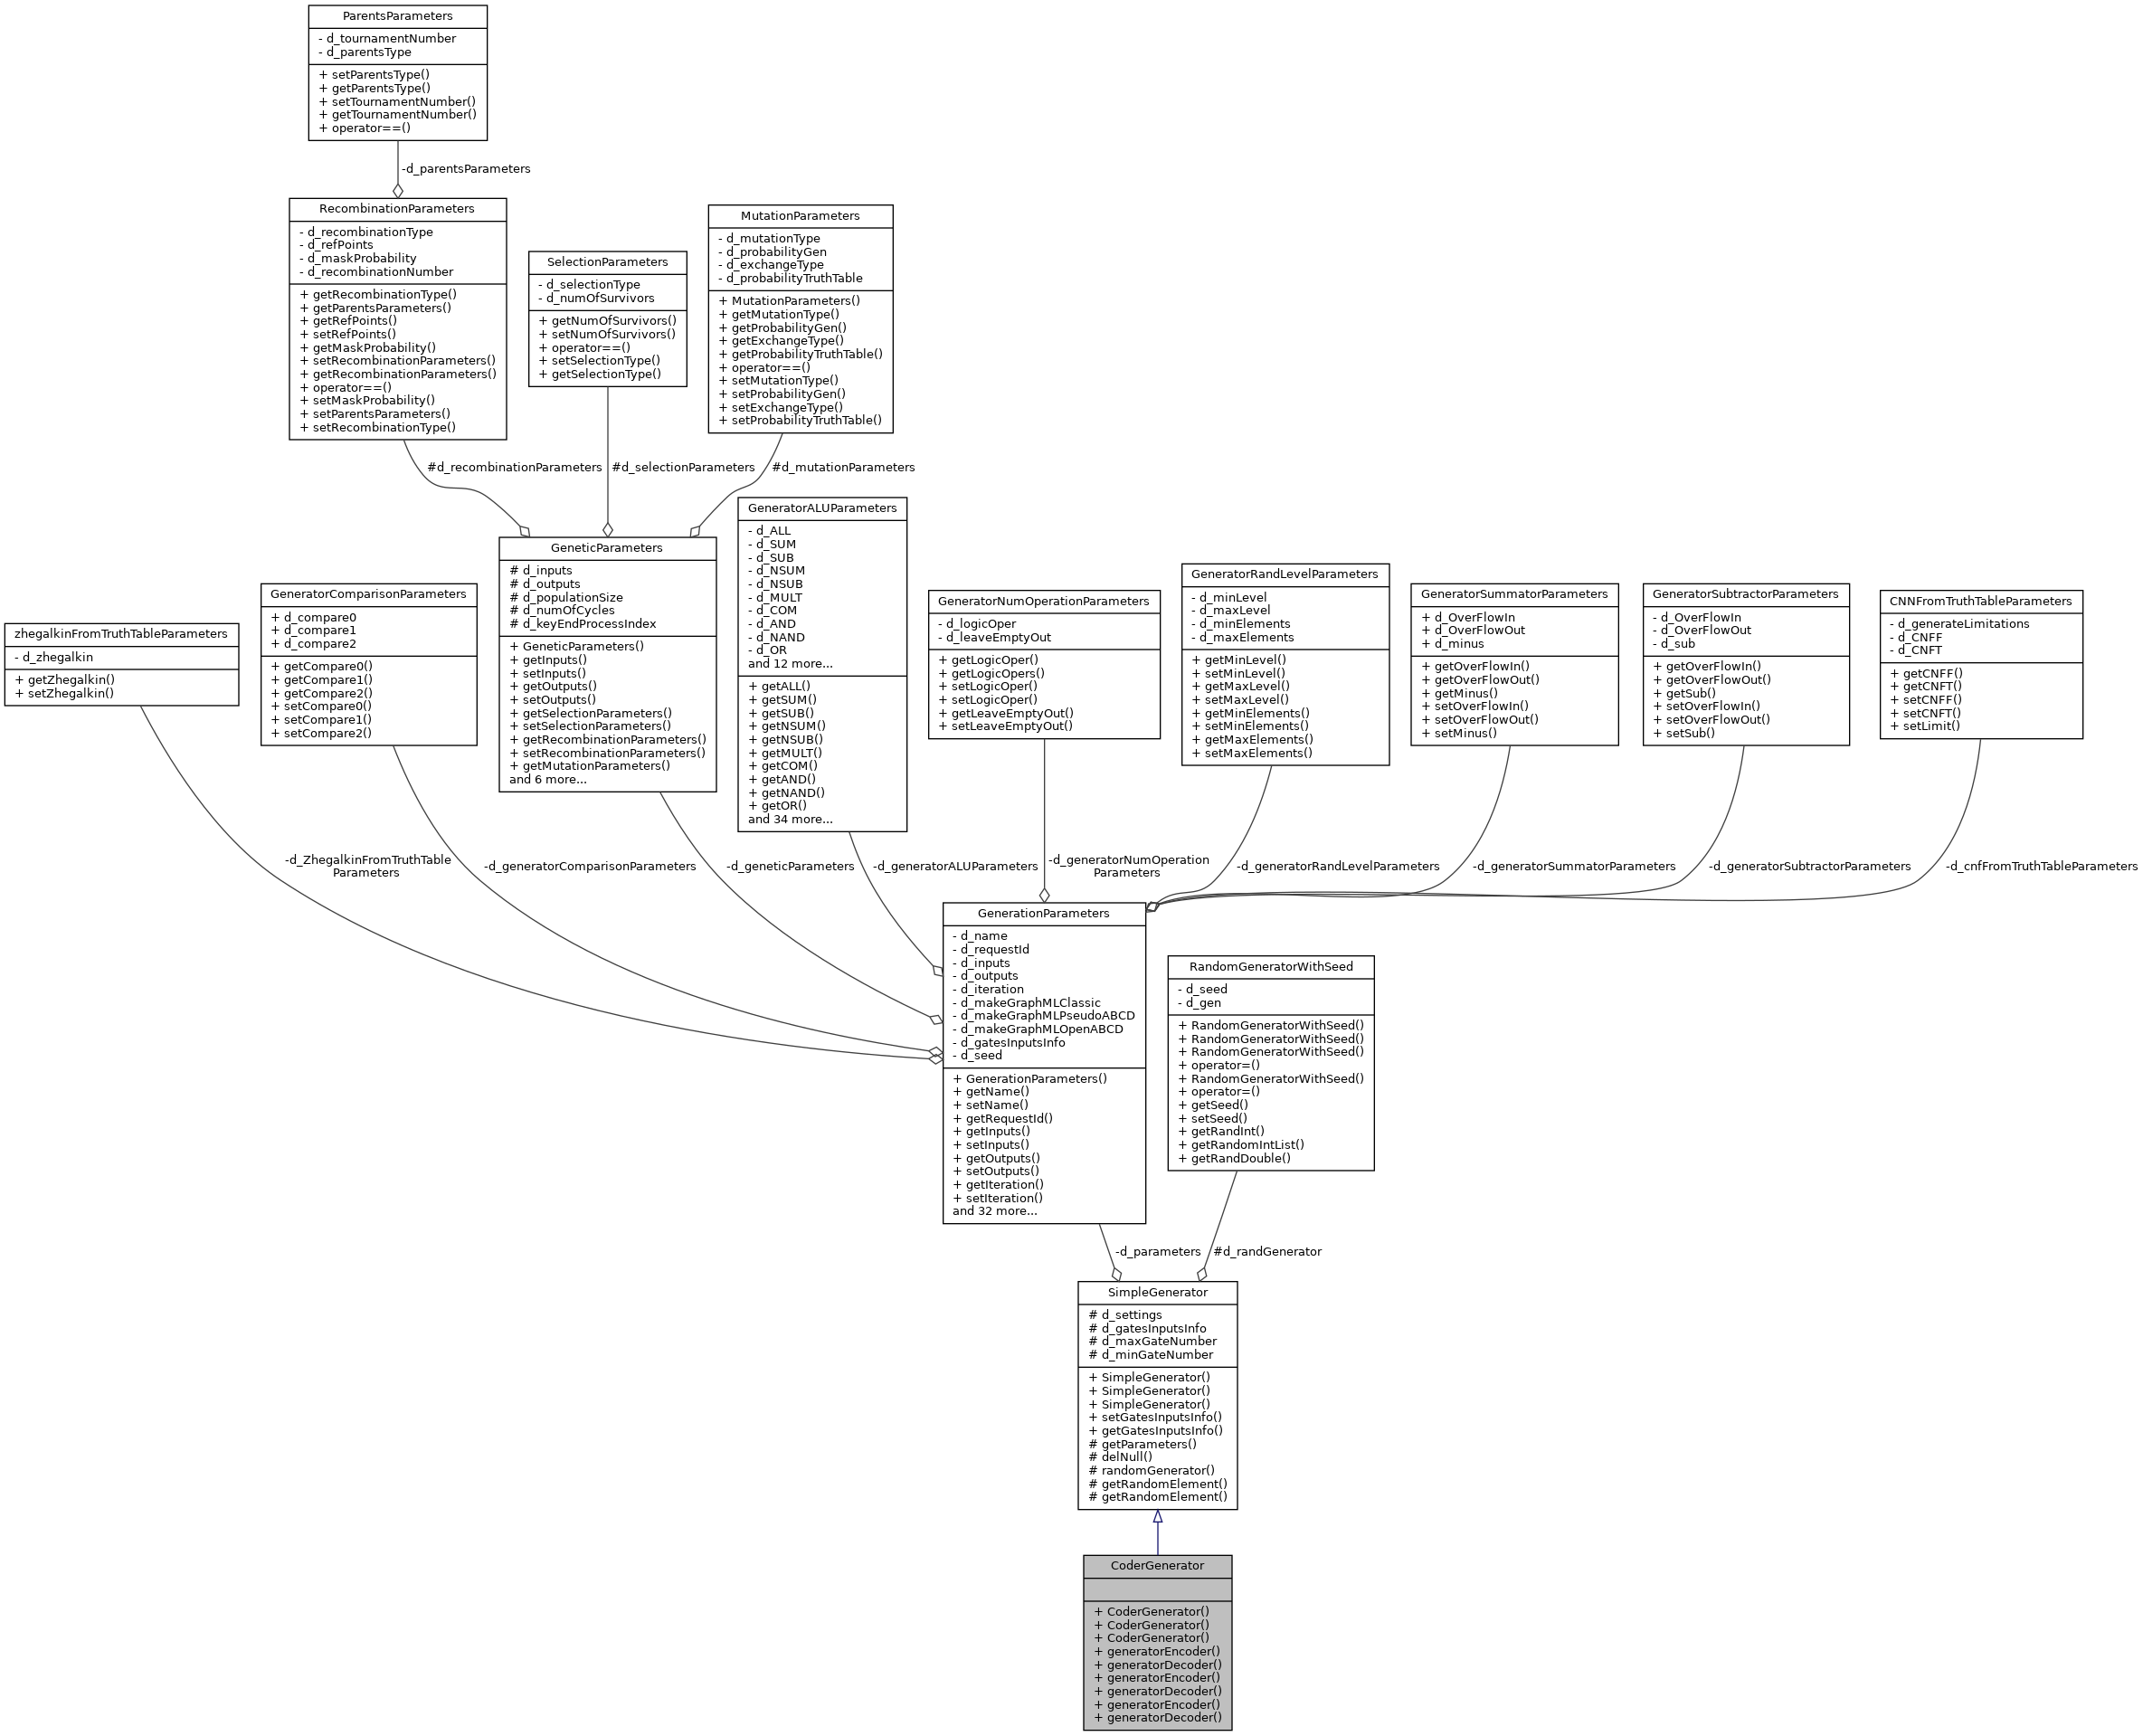 ParentsParameters
- d_tournamentNumber
- d_parentsType
+ setParentsType()
+ getParentsType()
+ setTournamentNumber()
+ getTournamentNumber()
+ operator==()
-d_parentsParameters
RecombinationParameters
- d_recombinationType
- d_refPoints
- d_maskProbability
- d_recombinationNumber
+ getRecombinationType()
+ getParentsParameters()
+ getRefPoints()
+ setRefPoints()
+ getMaskProbability()
+ setRecombinationParameters()
+ getRecombinationParameters()
+ operator==()
+ setMaskProbability()
+ setParentsParameters()
+ setRecombinationType()
SelectionParameters
- d_selectionType
- d_numOfSurvivors
+ getNumOfSurvivors()
+ setNumOfSurvivors()
+ operator==()
+ setSelectionType()
+ getSelectionType()
MutationParameters
- d_mutationType
- d_probabilityGen
- d_exchangeType
- d_probabilityTruthTable
+ MutationParameters()
+ getMutationType()
+ getProbabilityGen()
+ getExchangeType()
+ getProbabilityTruthTable()
+ operator==()
+ setMutationType()
+ setProbabilityGen()
+ setExchangeType()
+ setProbabilityTruthTable()
#d_recombinationParameters
#d_selectionParameters
#d_mutationParameters
zhegalkinFromTruthTableParameters
- d_zhegalkin
+ getZhegalkin()
+ setZhegalkin()
GeneratorComparisonParameters
+ d_compare0
+ d_compare1
+ d_compare2
+ getCompare0()
+ getCompare1()
+ getCompare2()
+ setCompare0()
+ setCompare1()
+ setCompare2()
GeneticParameters
# d_inputs
# d_outputs
# d_populationSize
# d_numOfCycles
# d_keyEndProcessIndex
+ GeneticParameters()
+ getInputs()
+ setInputs()
+ getOutputs()
+ setOutputs()
+ getSelectionParameters()
+ setSelectionParameters()
+ getRecombinationParameters()
+ setRecombinationParameters()
+ getMutationParameters()
and 6 more...
GeneratorALUParameters
- d_ALL
- d_SUM
- d_SUB
- d_NSUM
- d_NSUB
- d_MULT
- d_COM
- d_AND
- d_NAND
- d_OR
and 12 more...
+ getALL()
+ getSUM()
+ getSUB()
+ getNSUM()
+ getNSUB()
+ getMULT()
+ getCOM()
+ getAND()
+ getNAND()
+ getOR()
and 34 more...
GeneratorNumOperationParameters
- d_logicOper
- d_leaveEmptyOut
+ getLogicOper()
+ getLogicOpers()
+ setLogicOper()
+ setLogicOper()
+ getLeaveEmptyOut()
+ setLeaveEmptyOut()
GeneratorRandLevelParameters
- d_minLevel
- d_maxLevel
- d_minElements
- d_maxElements
+ getMinLevel()
+ setMinLevel()
+ getMaxLevel()
+ setMaxLevel()
+ getMinElements()
+ setMinElements()
+ getMaxElements()
+ setMaxElements()
GeneratorSummatorParameters
+ d_OverFlowIn
+ d_OverFlowOut
+ d_minus
+ getOverFlowIn()
+ getOverFlowOut()
+ getMinus()
+ setOverFlowIn()
+ setOverFlowOut()
+ setMinus()
GeneratorSubtractorParameters
- d_OverFlowIn
- d_OverFlowOut
- d_sub
+ getOverFlowIn()
+ getOverFlowOut()
+ getSub()
+ setOverFlowIn()
+ setOverFlowOut()
+ setSub()
CNNFromTruthTableParameters
- d_generateLimitations
- d_CNFF
- d_CNFT
+ getCNFF()
+ getCNFT()
+ setCNFF()
+ setCNFT()
+ setLimit()
-d_ZhegalkinFromTruthTable
Parameters
-d_generatorComparisonParameters
-d_geneticParameters
-d_generatorALUParameters
-d_generatorNumOperation
Parameters
-d_generatorRandLevelParameters
-d_generatorSummatorParameters
-d_generatorSubtractorParameters
-d_cnfFromTruthTableParameters
GenerationParameters
- d_name
- d_requestId
- d_inputs
- d_outputs
- d_iteration
- d_makeGraphMLClassic
- d_makeGraphMLPseudoABCD
- d_makeGraphMLOpenABCD
- d_gatesInputsInfo
- d_seed
+ GenerationParameters()
+ getName()
+ setName()
+ getRequestId()
+ getInputs()
+ setInputs()
+ getOutputs()
+ setOutputs()
+ getIteration()
+ setIteration()
and 32 more...
RandomGeneratorWithSeed
- d_seed
- d_gen
+ RandomGeneratorWithSeed()
+ RandomGeneratorWithSeed()
+ RandomGeneratorWithSeed()
+ operator=()
+ RandomGeneratorWithSeed()
+ operator=()
+ getSeed()
+ setSeed()
+ getRandInt()
+ getRandomIntList()
+ getRandDouble()
-d_parameters
#d_randGenerator
SimpleGenerator
# d_settings
# d_gatesInputsInfo
# d_maxGateNumber
# d_minGateNumber
+ SimpleGenerator()
+ SimpleGenerator()
+ SimpleGenerator()
+ setGatesInputsInfo()
+ getGatesInputsInfo()
# getParameters()
# delNull()
# randomGenerator()
# getRandomElement()
# getRandomElement()
CoderGenerator
+ CoderGenerator()
+ CoderGenerator()
+ CoderGenerator()
+ generatorEncoder()
+ generatorDecoder()
+ generatorEncoder()
+ generatorDecoder()
+ generatorEncoder()
+ generatorDecoder()